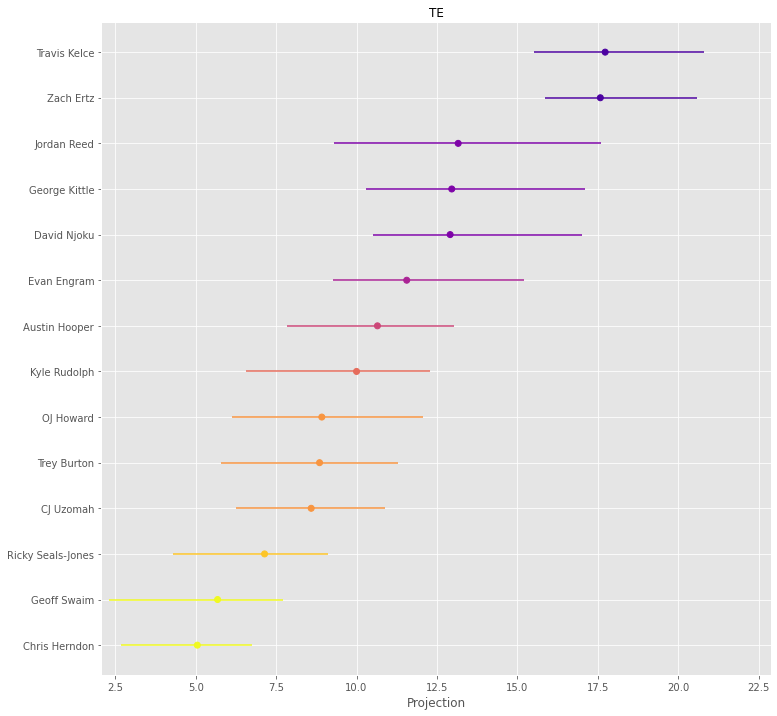 TE
Travis Kelce
Zach Ertz
Jordan Reed
George Kittle
David Njoku
Evan Engram
Austin Hooper
Kyle Rudolph
OJ Howard
Trey Burton
CJ Uzomah
Ricky Seals-Jones
Geoff Swaim
Chris Herndon
2.5 5.0 7.5 10.0 12.5 15.0 17.5 20.0 22.5
Projection